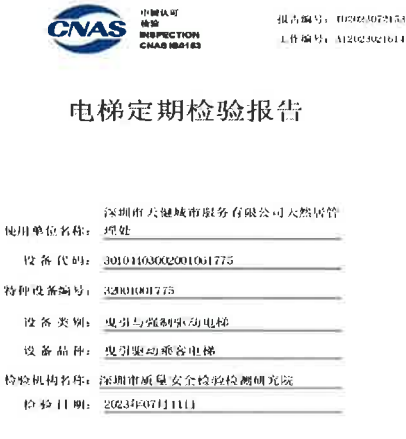 CNAS
中国认可
检验
INSPECTION
CNAS IB0153
报告编号：TD2023072153
工作编号：A12023021614
电梯定期检验报告
深圳市天健城市服务有限公司天然居管
使用单位名称：理处
设备代码：30104403002001061775
特种设备编号：32001001775
设备类别：曳引与强制驱动电梯
设备品种：曳引驱动乘客电梯
检验机构名称：深圳市质量安全检验检测研究院
检验日期：2023年07月11日